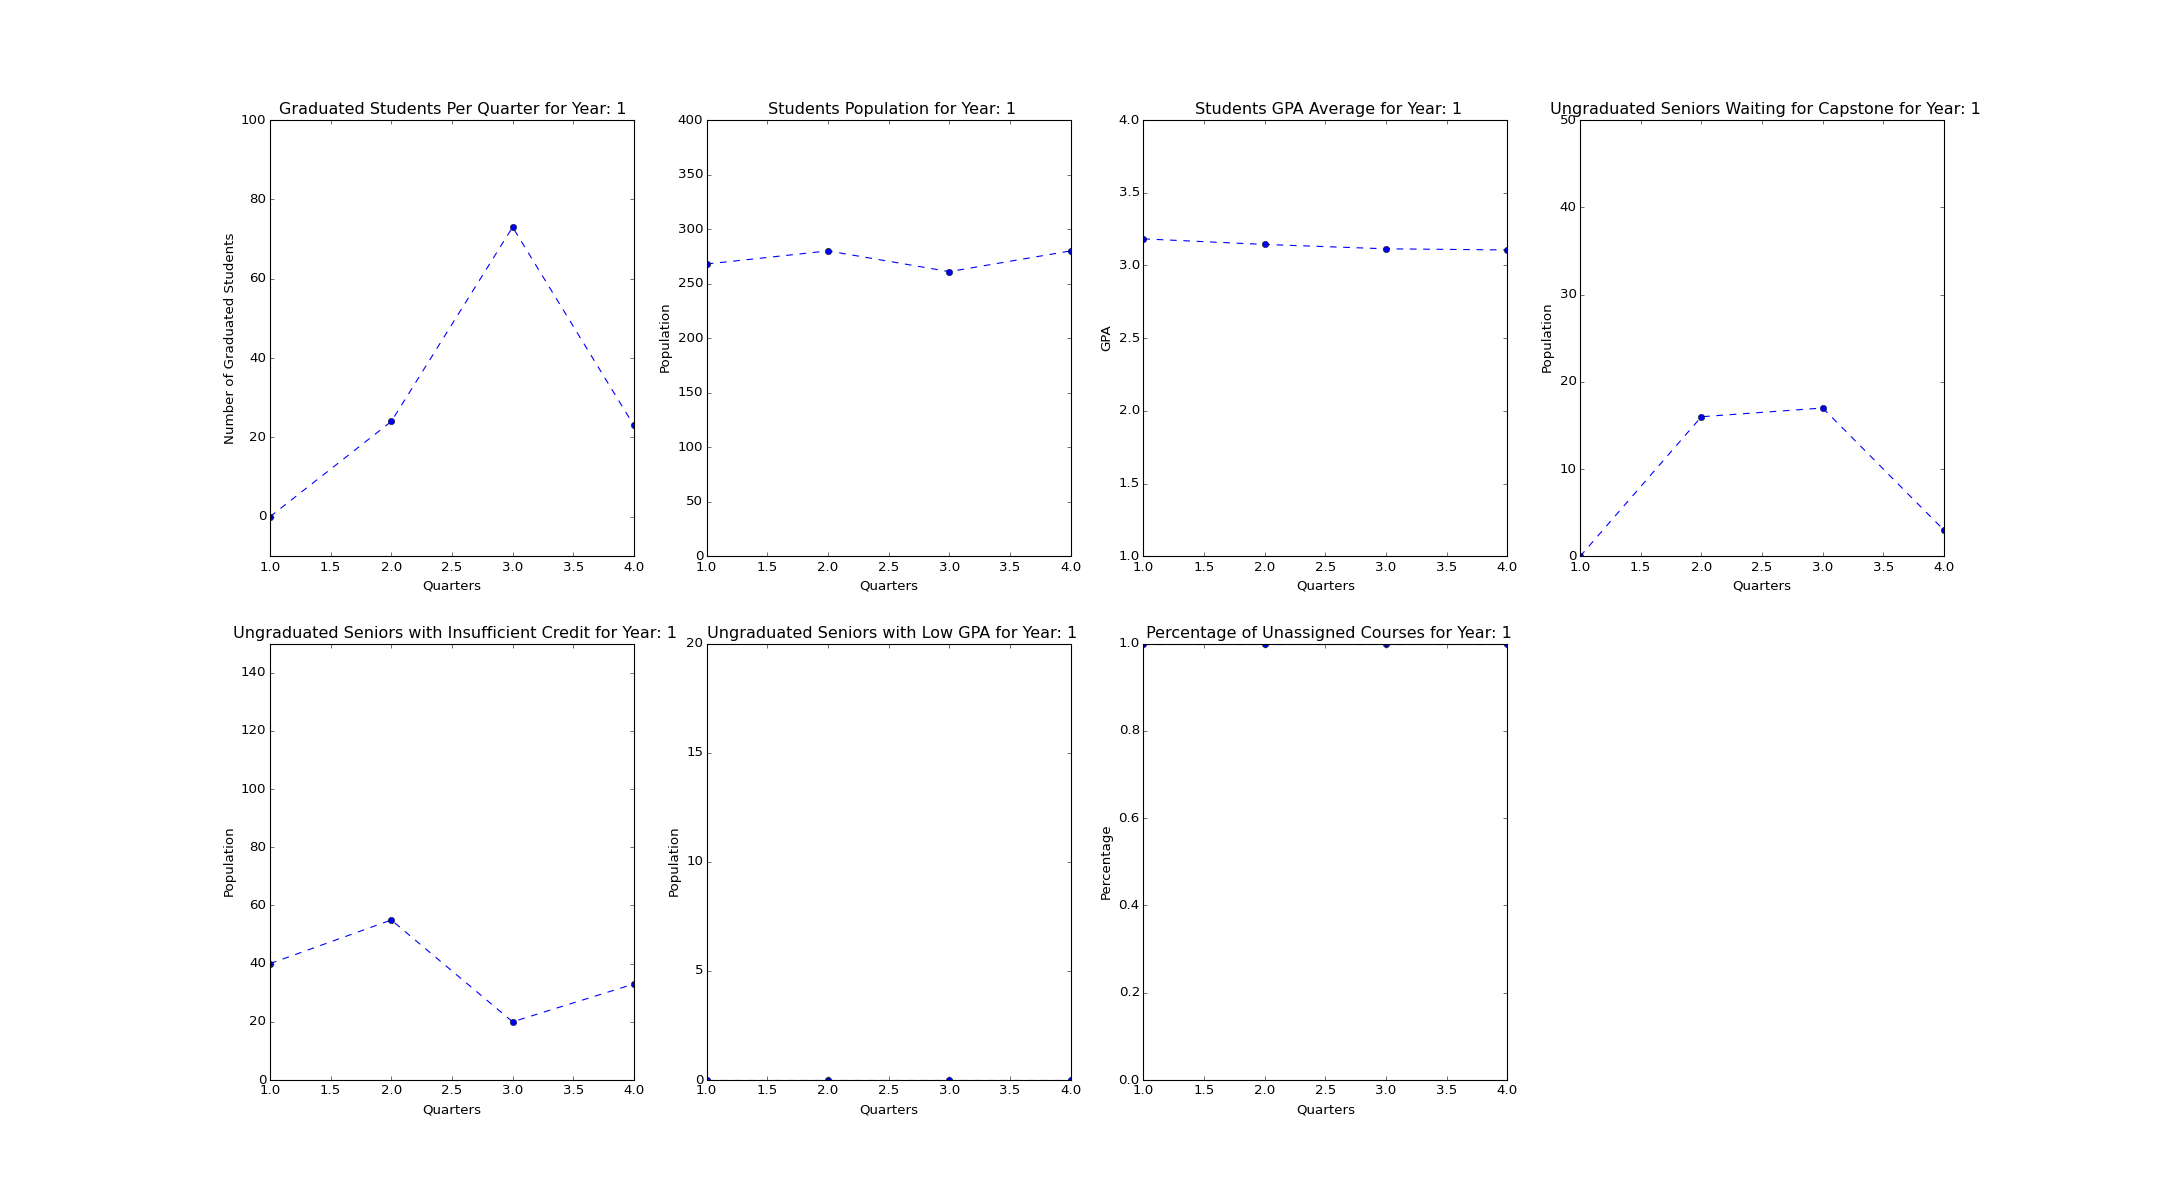 Graduated Students Per Quarter for Year: 1
Number of Graduated Students
100
80
60
40
20
0
1.0 1.5 2.0 2.5 3.0 3.5 4.0
Quarters
Students Population for Year: 1
Population
400
350
300
250
200
150
100
50
0
1.0 1.5 2.0 2.5 3.0 3.5 4.0
Quarters
Students GPA Average for Year: 1
GPA
4.0
3.5
3.0
2.5
2.0
1.5
1.0
1.0 1.5 2.0 2.5 3.0 3.5 4.0
Quarters
Ungraduated Seniors Waiting for Capstone for Year: 1
Population
50
40
30
20
10
0
1.0 1.5 2.0 2.5 3.0 3.5 4.0
Quarters
Ungraduated Seniors with Insufficient Credit for Year: 1
Population
140
120
100
80
60
40
20
0
1.0 1.5 2.0 2.5 3.0 3.5 4.0
Quarters
Ungraduated Seniors with Low GPA for Year: 1
Population
20
15
10
5
0
1.0 1.5 2.0 2.5 3.0 3.5 4.0
Quarters
Percentage of Unassigned Courses for Year: 1
Percentage
1.0
0.8
0.6
0.4
0.2
0.0
1.0 1.5 2.0 2.5 3.0 3.5 4.0
Quarters